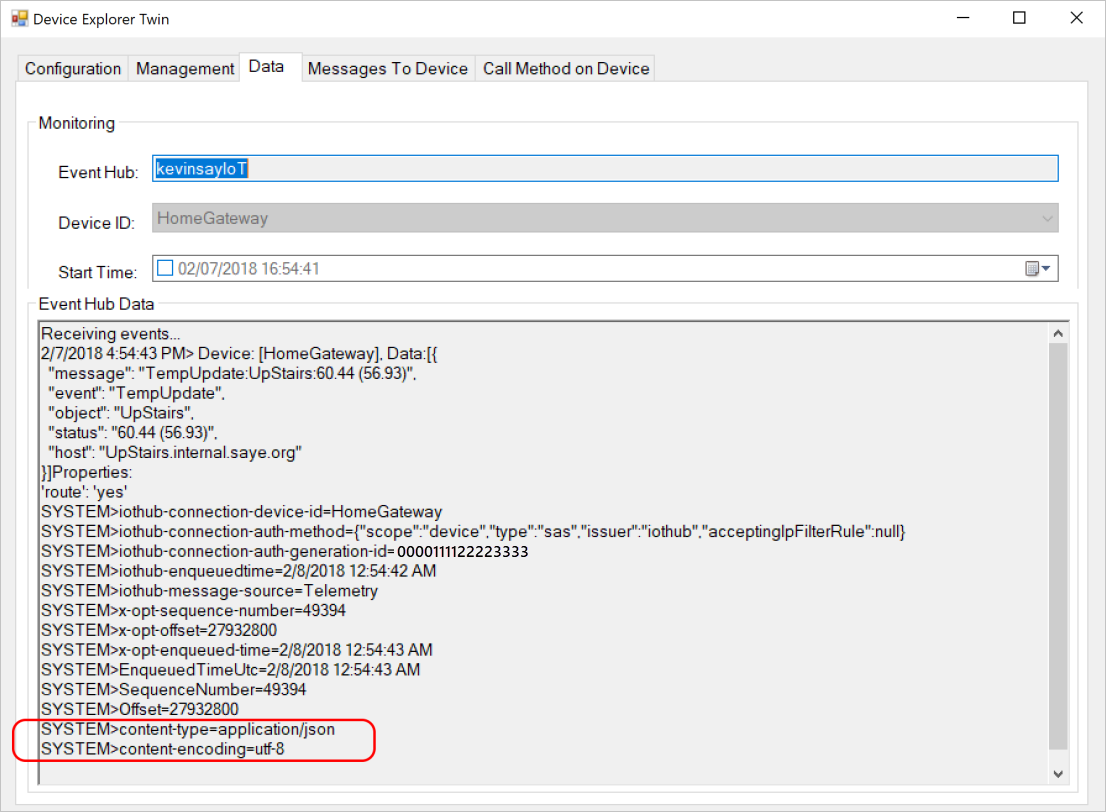 Device Explorer Twin
Configuration Management Data Messages To Device Call Method on Device
Monitoring
Event Hub: kevinsayIoT
Device ID: HomeGateway
Start Time: 02/07/2018 16:54:41
Event Hub Data
Receiving events...
2/7/2018 4:54:43 PM> Device: [HomeGateway], Data:[{
"message": "TempUpdate:UpStairs:60.44 (56.93)",
"event": "TempUpdate",
"object": "UpStairs",
"status": "60.44 (56.93)",
"host": "UpStairs.internal.saye.org"
}]Properties:
'route': 'yes'
SYSTEM>iothub-connection-device-id=HomeGateway
SYSTEM>iothub-connection-auth-method={"scope":"device","type":"sas","issuer":"iothub","acceptingIpFilterRule":null}
SYSTEM>iothub-connection-auth-generation-id=0000111122223333
SYSTEM>iothub-enqueuedtime=2/8/2018 12:54:42 AM
SYSTEM>iothub-message-source=Telemetry
SYSTEM>x-opt-sequence-number=49394
SYSTEM>x-opt-offset=27932800
SYSTEM>x-opt-enqueued-time=2/8/2018 12:54:43 AM
SYSTEM>EnqueuedTimeUtc=2/8/2018 12:54:43 AM
SYSTEM>SequenceNumber=49394
SYSTEM>Offset=27932800
SYSTEM>content-type=application/json
SYSTEM>content-encoding=utf-8